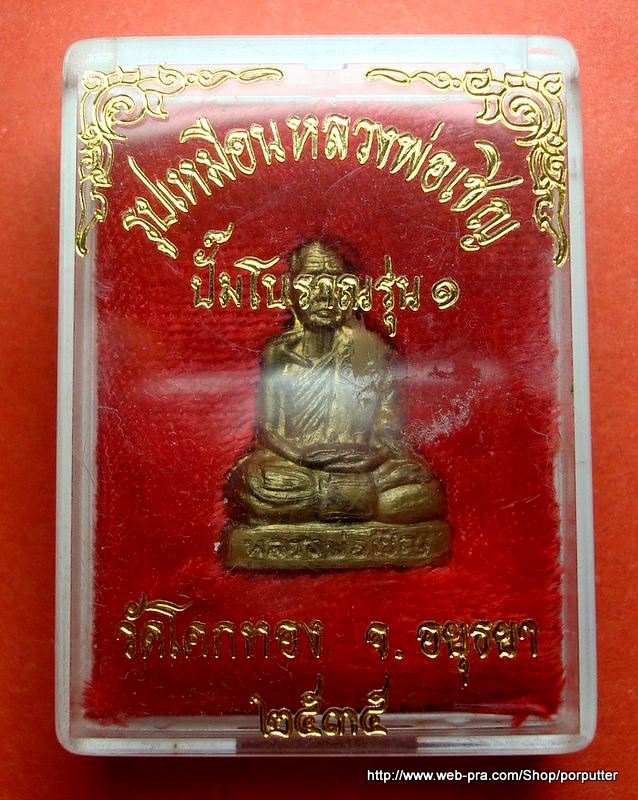 รูปเหมือนหลวงพ่อเชิญ
ปั๊มโบราณรุ่น ๑
หลวงพ่อเชิญ
วัดโคกทอง จ. อยุธยา
๒๕๓๕
http://www.web-pra.com/Shop/porputter